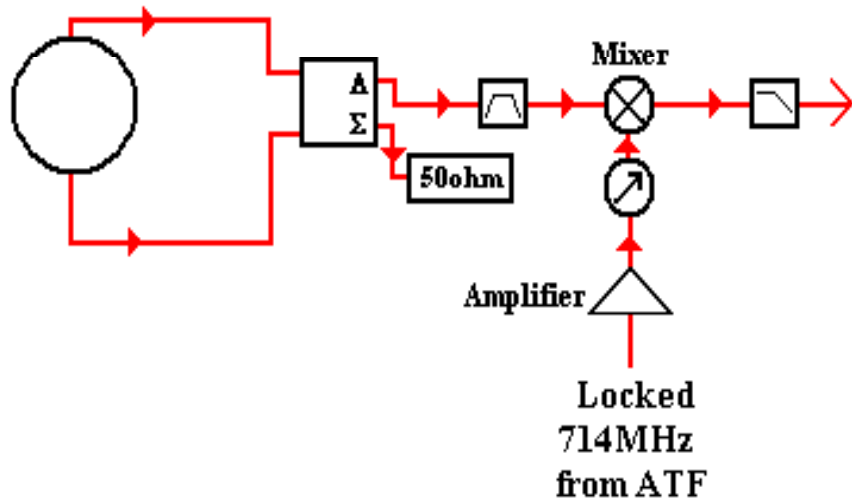 Mixer
A
Σ
50ohm
Amplifier
Locked
714MHz
from ATF